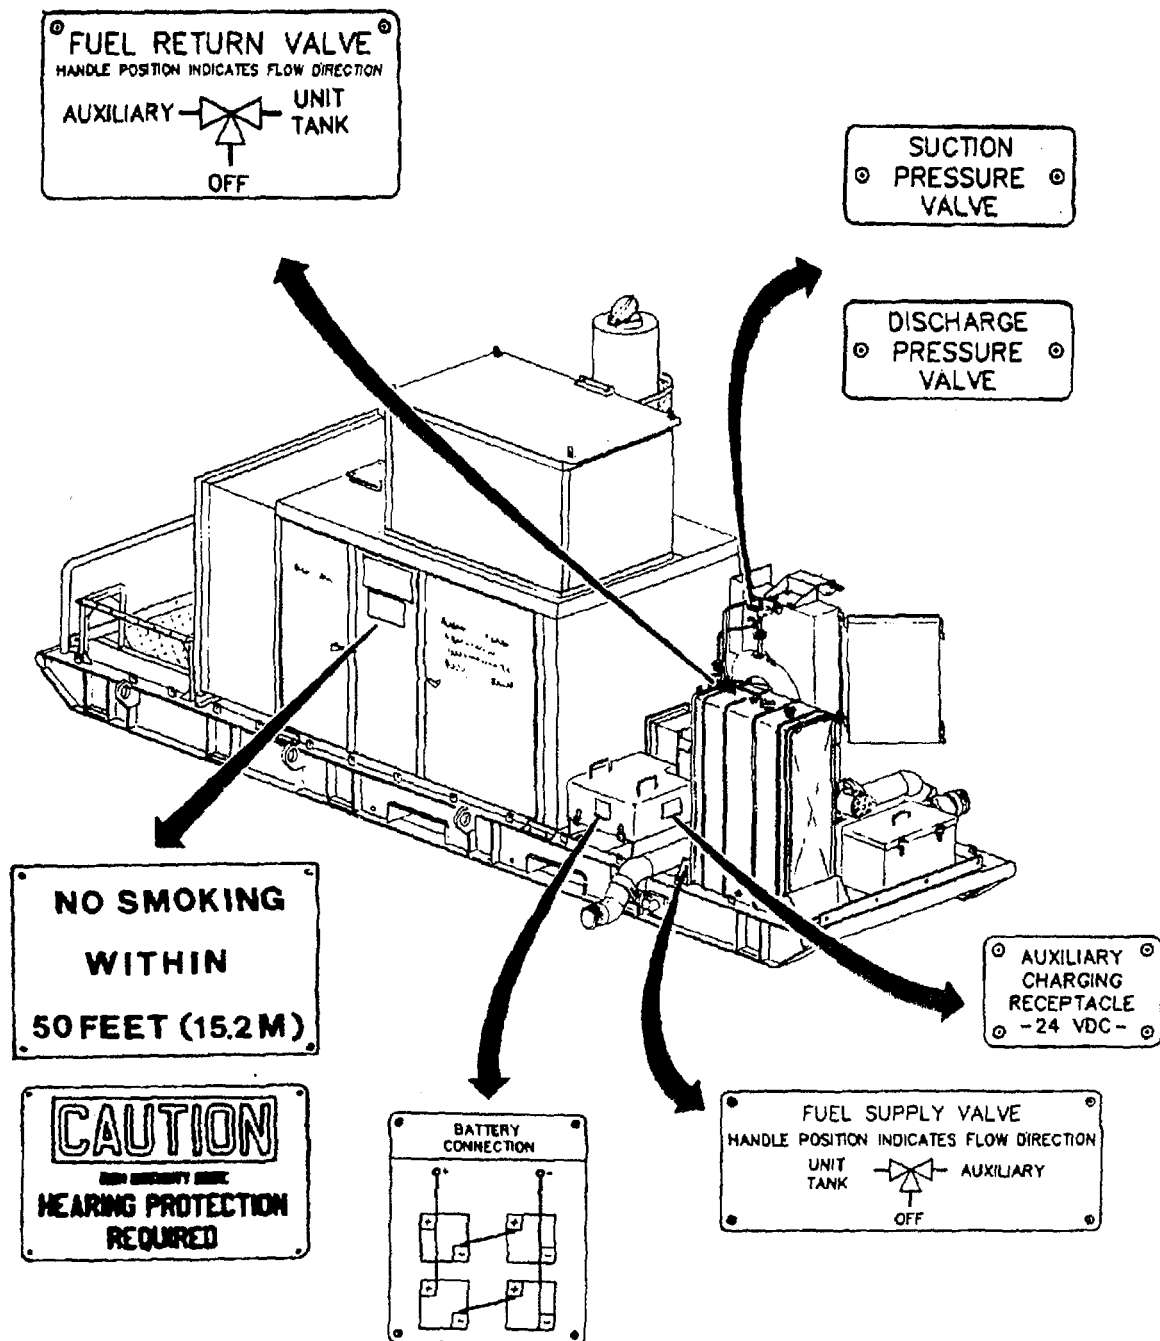 FUEL RETURN VALVE
HANDLE POSITION INDICATES FLOW DIRECTION
AUXILIARY
UNIT
TANK
OFF
SUCTION
PRESSURE
VALVE
DISCHARGE
PRESSURE
VALVE
NO SMOKING
WITHIN
50 FEET (15.2 M)
CAUTION
HEARING PROTECTION
REQUIRED
BATTERY
CONNECTION
+ -
+ +
- -
+ +
- -
AUXILIARY
CHARGING
RECEPTACLE
-24 VDC-
FUEL SUPPLY VALVE
HANDLE POSITION INDICATES FLOW DIRECTION
UNIT
TANK
AUXILIARY
OFF